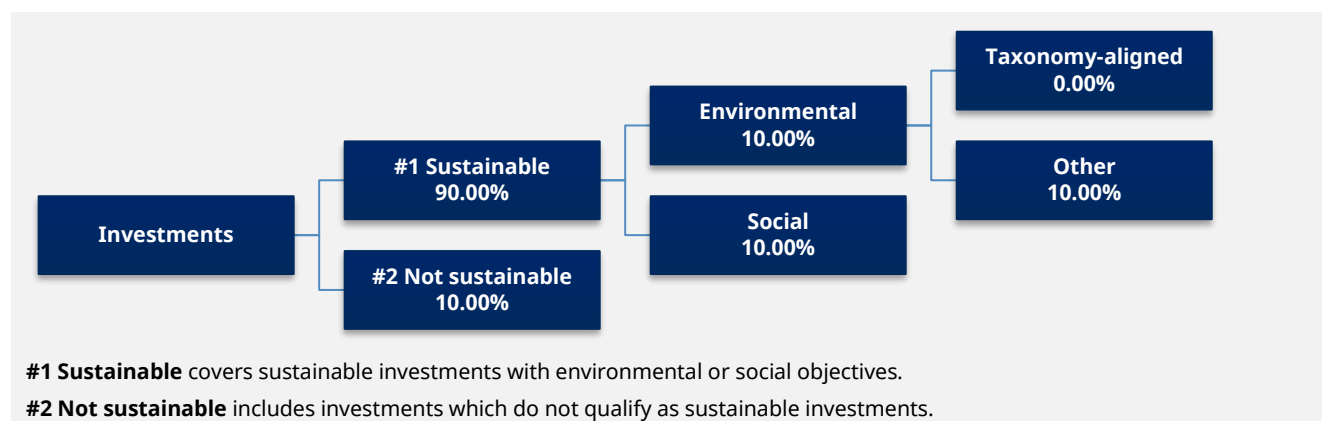 Investments
#1 Sustainable
90.00%
#2 Not sustainable
10.00%
Environmental
10.00%
Social
10.00%
Taxonomy-aligned
0.00%
Other
10.00%
#1 Sustainable covers sustainable investments with environmental or social objectives.
#2 Not sustainable includes investments which do not qualify as sustainable investments.